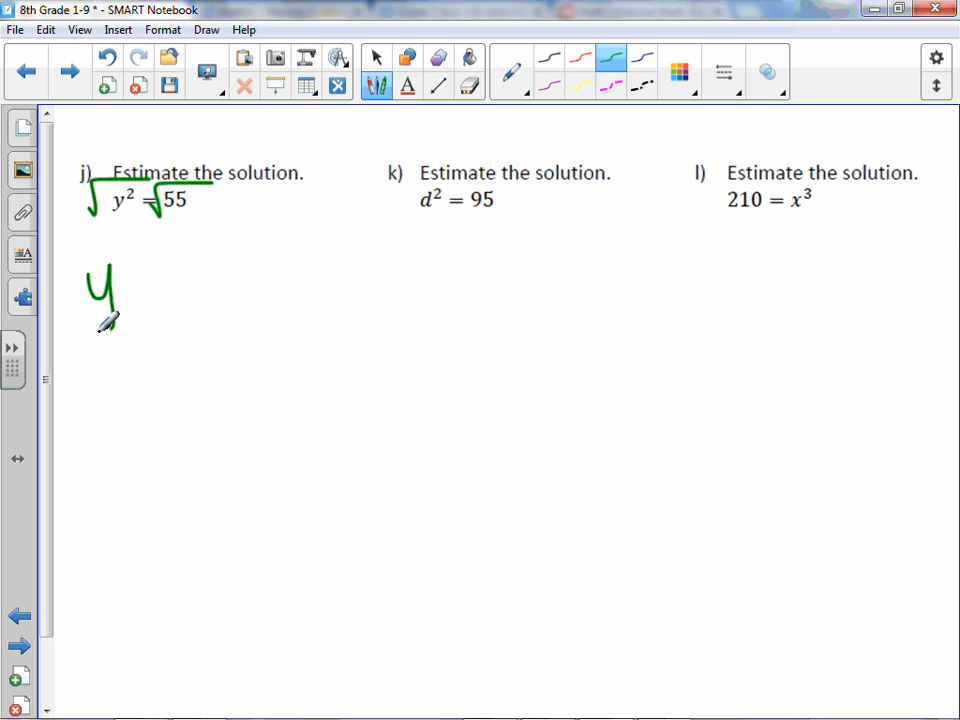 8th Grade 1-9 * - SMART Notebook
File Edit View Insert Format Draw Help
j) Estimate the solution.
√y² = √55
y
k) Estimate the solution.
d² = 95
l) Estimate the solution.
210 = x³